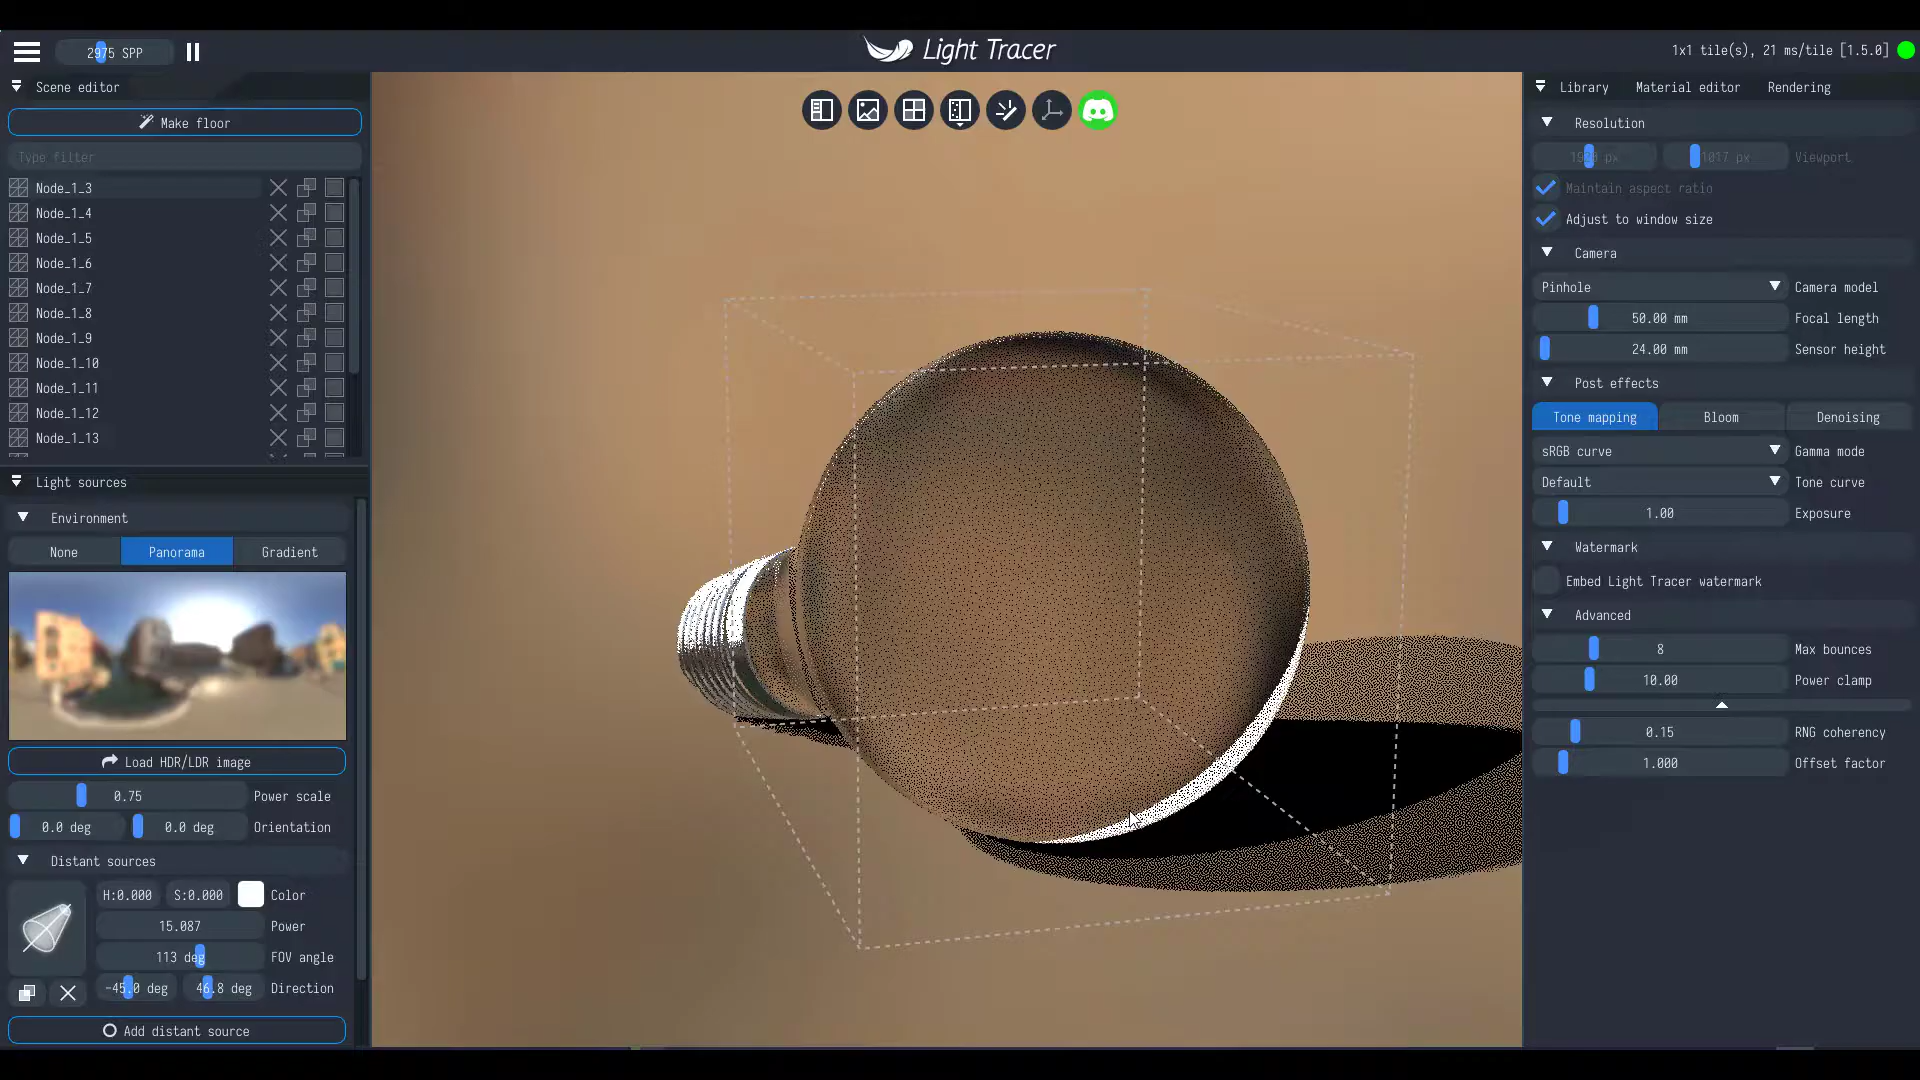 2975 SPP
Light Tracer
1x1 tile(s), 21 ms/tile [1.5.0]
Scene editor
Make floor
Type filter
Node_1_3
Node_1_4
Node_1_5
Node_1_6
Node_1_7
Node_1_8
Node_1_9
Node_1_10
Node_1_11
Node_1_12
Node_1_13
Light sources
Environment
None
Panorama
Gradient
Load HDR/LDR image
0.75
Power scale
0.0 deg
0.0 deg
Orientation
Distant sources
H:0.000
S:0.000
Color
15.087
Power
113 deg
FOV angle
-45.0 deg
46.8 deg
Direction
Add distant source
Library
Material editor
Rendering
Resolution
px
1017 px
Viewport
Maintain aspect ratio
Adjust to window size
Camera
Pinhole
Camera model
50.00 mm
Focal length
24.00 mm
Sensor height
Post effects
Tone mapping
Bloom
Denoising
sRGB curve
Gamma mode
Default
Tone curve
1.00
Exposure
Watermark
Embed Light Tracer watermark
Advanced
8
Max bounces
10.00
Power clamp
0.15
RNG coherency
1.000
Offset factor